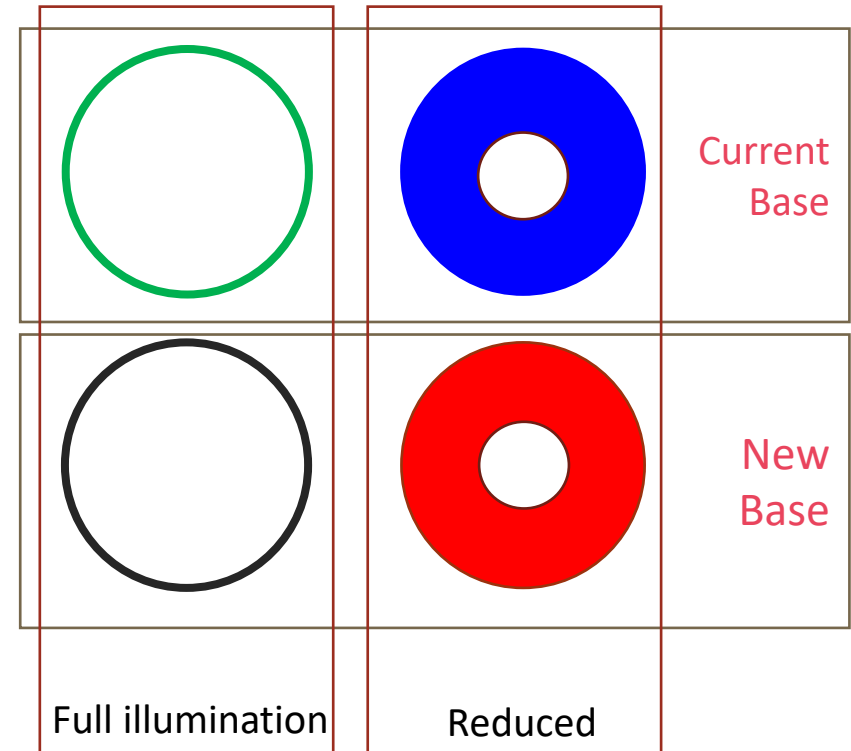 Current
Base
New
Base
Full illumination
Reduced